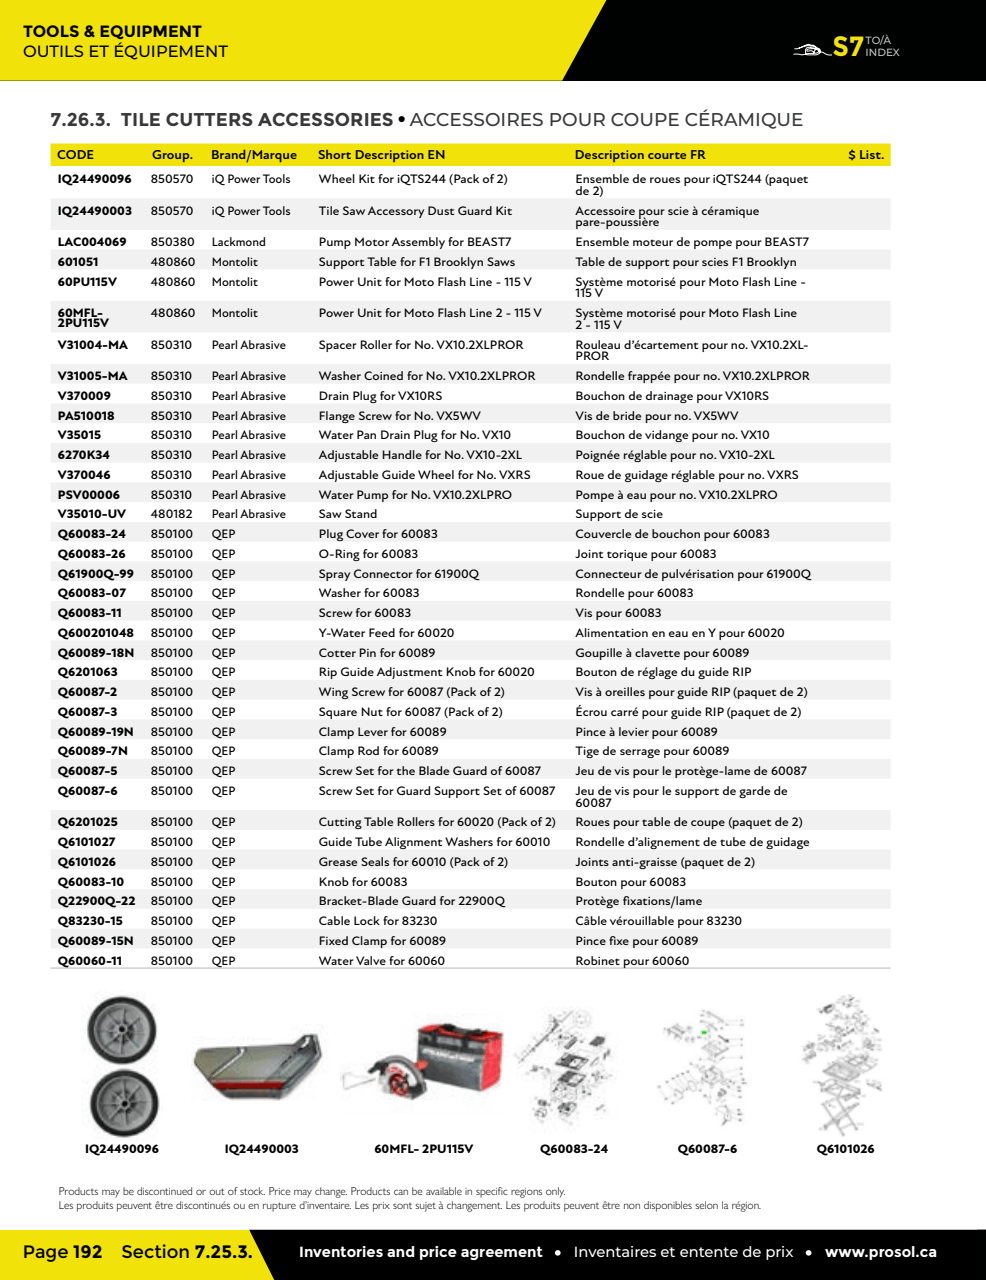 TOOLS & EQUIPMENT
OUTILS ET ÉQUIPEMENT
S7 TO/À INDEX
7.26.3. TILE CUTTERS ACCESSORIES • ACCESSOIRES POUR COUPE CÉRAMIQUE
CODE Group. Brand/Marque Short Description EN Description courte FR $ List.
IQ24490096 850570 iQ Power Tools Wheel Kit for iQTS244 (Pack of 2) Ensemble de roues pour iQTS244 (paquet
de 2)
IQ24490003 850570 iQ Power Tools Tile Saw Accessory Dust Guard Kit Accessoire pour scie à céramique
pare-poussière
LAC004069 850380 Lackmond Pump Motor Assembly for BEAST7 Ensemble moteur de pompe pour BEAST7
601051 480860 Montolit Support Table for F1 Brooklyn Saws Table de support pour scies F1 Brooklyn
60PU115V 480860 Montolit Power Unit for Moto Flash Line - 115 V Système motorisé pour Moto Flash Line -
115 V
60MFL- 480860 Montolit Power Unit for Moto Flash Line 2 - 115 V Système motorisé pour Moto Flash Line
2PU115V 2 - 115 V
V31004-MA 850310 Pearl Abrasive Spacer Roller for No. VX10.2XLPROR Rouleau d'écartement pour no. VX10.2XL-
PROR
V31005-MA 850310 Pearl Abrasive Washer Coined for No. VX10.2XLPROR Rondelle frappée pour no. VX10.2XLPROR
V370009 850310 Pearl Abrasive Drain Plug for VX10RS Bouchon de drainage pour VX10RS
PA510018 850310 Pearl Abrasive Flange Screw for No. VX5WV Vis de bride pour no. VX5WV
V35015 850310 Pearl Abrasive Water Pan Drain Plug for No. VX10 Bouchon de vidange pour no. VX10
6270K34 850310 Pearl Abrasive Adjustable Handle for No. VX10-2XL Poignée réglable pour no. VX10-2XL
V370046 850310 Pearl Abrasive Adjustable Guide Wheel for No. VXRS Roue de guidage réglable pour no. VXRS
PSV00006 850310 Pearl Abrasive Water Pump for No. VX10.2XLPRO Pompe à eau pour no. VX10.2XLPRO
V35010-UV 480182 Pearl Abrasive Saw Stand Support de scie
Q60083-24 850100 QEP Plug Cover for 60083 Couvercle de bouchon pour 60083
Q60083-26 850100 QEP O-Ring for 60083 Joint torique pour 60083
Q61900Q-99 850100 QEP Spray Connector for 61900Q Connecteur de pulvérisation pour 61900Q
Q60083-07 850100 QEP Washer for 60083 Rondelle pour 60083
Q60083-11 850100 QEP Screw for 60083 Vis pour 60083
Q600201048 850100 QEP Y-Water Feed for 60020 Alimentation en eau en Y pour 60020
Q60089-18N 850100 QEP Cotter Pin for 60089 Goupille à clavette pour 60089
Q6201063 850100 QEP Rip Guide Adjustment Knob for 60020 Bouton de réglage du guide RIP
Q60087-2 850100 QEP Wing Screw for 60087 (Pack of 2) Vis à oreilles pour guide RIP (paquet de 2)
Q60087-3 850100 QEP Square Nut for 60087 (Pack of 2) Écrou carré pour guide RIP (paquet de 2)
Q60089-19N 850100 QEP Clamp Lever for 60089 Pince à levier pour 60089
Q60089-7N 850100 QEP Clamp Rod for 60089 Tige de serrage pour 60089
Q60087-5 850100 QEP Screw Set for the Blade Guard of 60087 Jeu de vis pour le protège-lame de 60087
Q60087-6 850100 QEP Screw Set for Guard Support Set of 60087 Jeu de vis pour le support de garde de
60087
Q6201025 850100 QEP Cutting Table Rollers for 60020 (Pack of 2) Roues pour table de coupe (paquet de 2)
Q6101027 850100 QEP Guide Tube Alignment Washers for 60010 Rondelle d'alignement de tube de guidage
Q6101026 850100 QEP Grease Seals for 60010 (Pack of 2) Joints anti-graisse (paquet de 2)
Q60083-10 850100 QEP Knob for 60083 Bouton pour 60083
Q22900Q-22 850100 QEP Bracket-Blade Guard for 22900Q Protège fixations/lame
Q83230-15 850100 QEP Cable Lock for 83230 Câble vérouillable pour 83230
Q60089-15N 850100 QEP Fixed Clamp for 60089 Pince fixe pour 60089
Q60060-11 850100 QEP Water Valve for 60060 Robinet pour 60060
IQ24490096 IQ24490003 60MFL- 2PU115V Q60083-24 Q60087-6 Q6101026
Products may be discontinued or out of stock. Price may change. Products can be available in specific regions only.
Les produits peuvent être discontinués ou en rupture d'inventaire. Les prix sont sujet à changement. Les produits peuvent être non disponibles selon la région.
Page 192 Section 7.25.3. Inventories and price agreement • Inventaires et entente de prix • www.prosol.ca